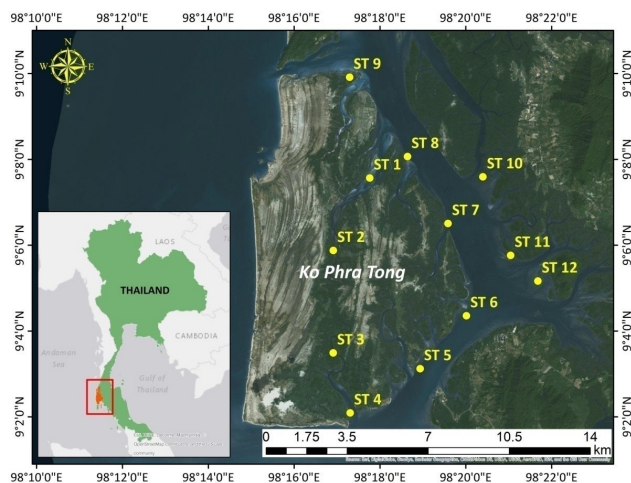 98°10'0"E 98°12'0"E 98°14'0"E 98°16'0"E 98°18'0"E 98°20'0"E 98°22'0"E
N
W E
S
9°10'0"N
9°8'0"N
9°6'0"N
9°4'0"N
9°2'0"N
ST 9
ST 8
ST 1
ST 10
ST 7
ST 2
ST 11
Ko Phra Tong
ST 12
ST 6
ST 3
ST 5
ST 4
LAOS
THAILAND
CAMBODIA
Andaman
Sea
Gulf of
Thailand
0 1.75 3.5 7 10.5 14
km
9°10'0"N
9°8'0"N
9°6'0"N
9°4'0"N
9°2'0"N
98°10'0"E 98°12'0"E 98°14'0"E 98°16'0"E 98°18'0"E 98°20'0"E 98°22'0"E